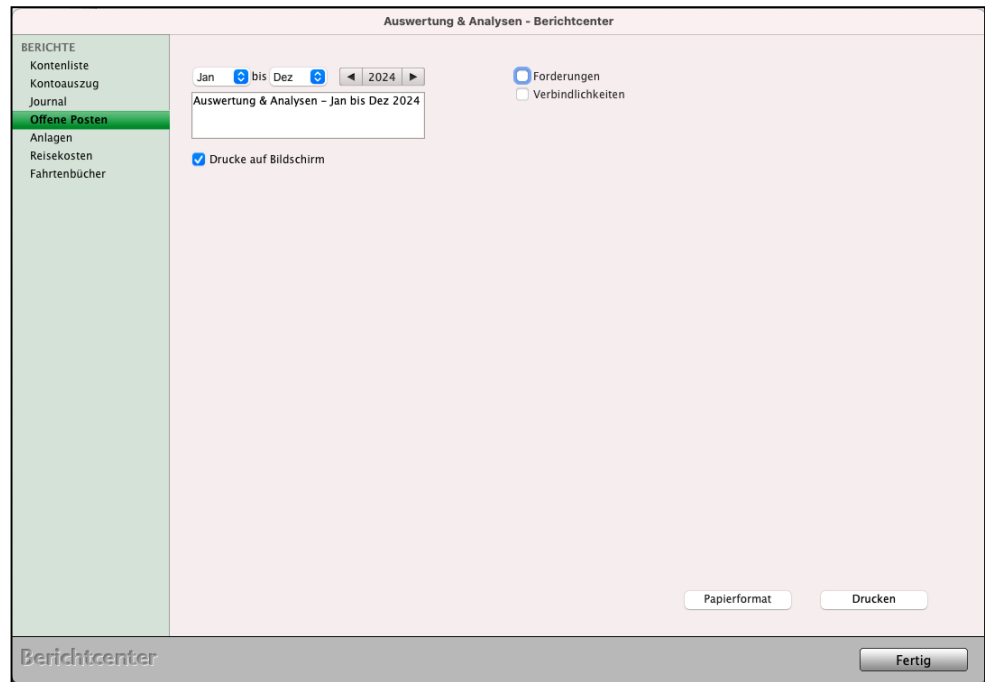 Auswertung & Analysen - Berichtcenter
BERICHTE
Kontenliste
Kontoauszug
Journal
Offene Posten
Anlagen
Reisekosten
Fahrtenbücher
Jan bis Dez 2024
Auswertung & Analysen – Jan bis Dez 2024
Drucke auf Bildschirm
Forderungen
Verbindlichkeiten
Papierformat Drucken
Berichtcenter
Fertig